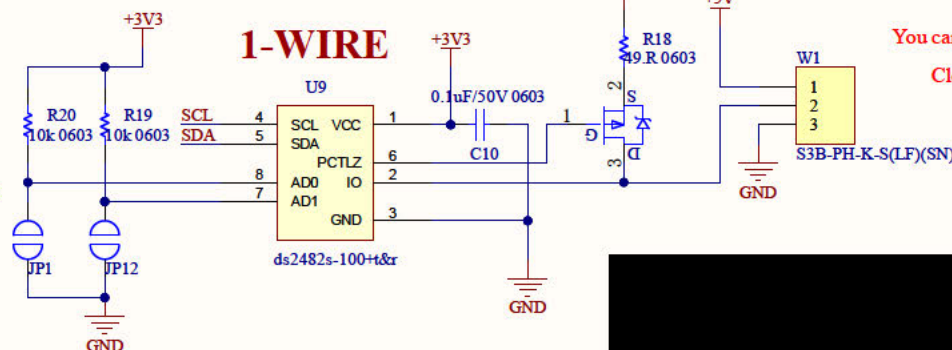 +3V3
1-WIRE
+3V3
R18
49.R 0603
You ca
Cl
W1
U9
R20
10k 0603
R19
10k 0603
SCL
SDA
4
5
8
7
SCL VCC
SDA
PCTLZ
AD0 IO
AD1
GND
1
6
2
3
ds2482s-100+t&r
0.1uF/50V 0603
C10
2
S
1
G
D
3
1
2
3
S3B-PH-K-S(LF)(SN)
GND
JP1
JP12
GND
GND